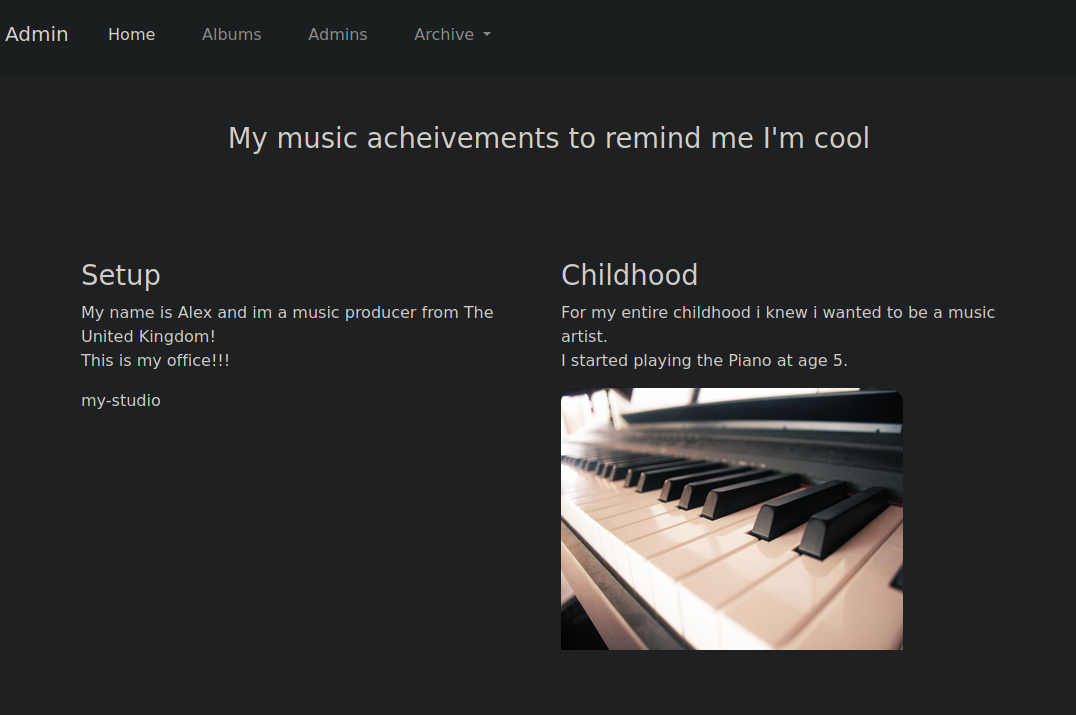 Admin Home Albums Admins Archive
My music acheivements to remind me I'm cool
Setup
My name is Alex and im a music producer from The
United Kingdom!
This is my office!!!
my-studio
Childhood
For my entire childhood i knew i wanted to be a music
artist.
I started playing the Piano at age 5.